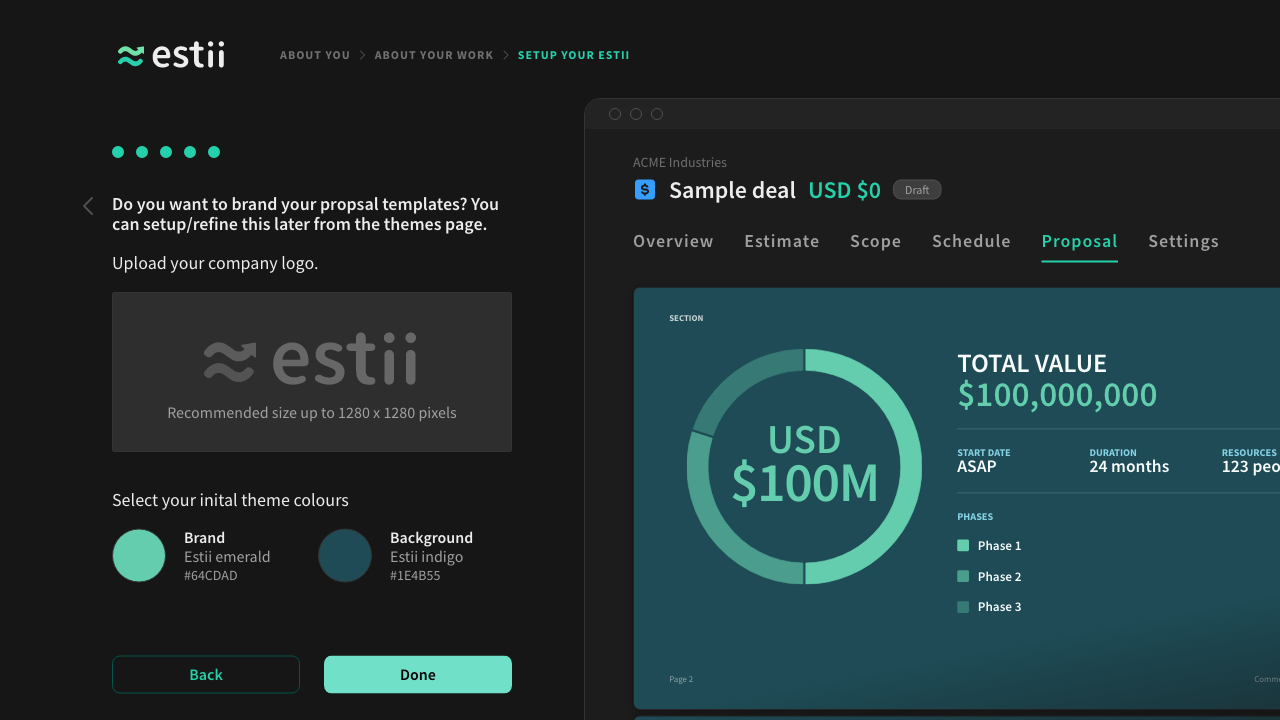 estii
ABOUT YOU
ABOUT YOUR WORK
SETUP YOUR ESTII
Do you want to brand your propsal templates? You
can setup/refine this later from the themes page.
Upload your company logo.
estii
Recommended size up to 1280 x 1280 pixels
Select your inital theme colours
Brand
Estii emerald
#64CDAD
Background
Estii indigo
#1E4B55
Back
Done
ACME Industries
$
Sample deal USD $0 Draft
Overview
Estimate
Scope
Schedule
Proposal
Settings
SECTION
USD
$100M
TOTAL VALUE
$100,000,000
START DATE
ASAP
DURATION
24 months
RESOURCES
123
PHASES
Phase 1
Phase 2
Phase 3
Page 2